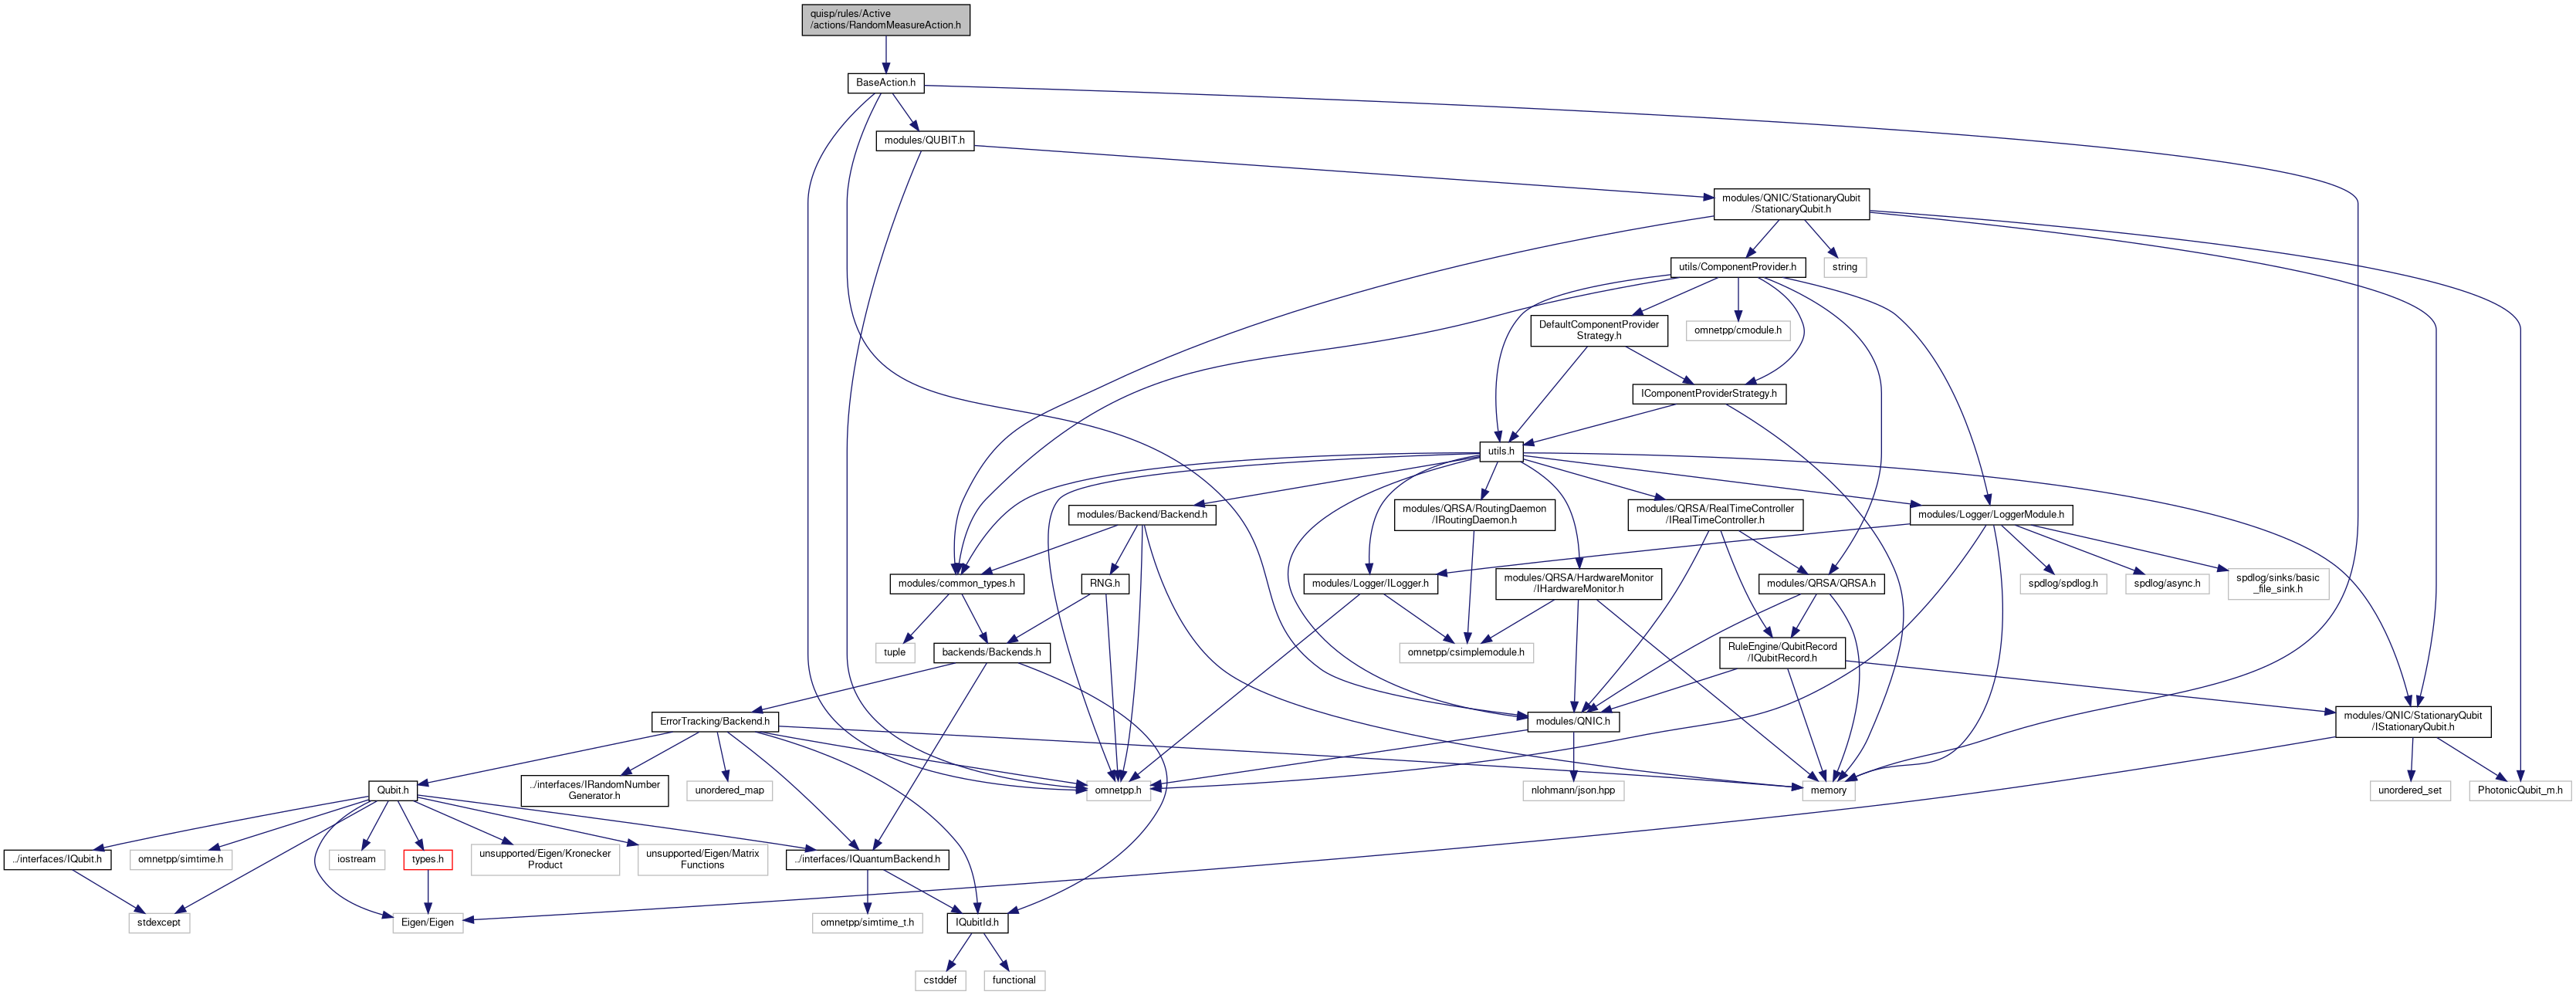 quisp/rules/Active
/actions/RandomMeasureAction.h
BaseAction.h
modules/QUBIT.h
modules/QNIC/StationaryQubit
/StationaryQubit.h
utils/ComponentProvider.h
string
DefaultComponentProvider
Strategy.h
omnetpp/cmodule.h
IComponentProviderStrategy.h
utils.h
modules/Backend/Backend.h
modules/QRSA/RoutingDaemon
/IRoutingDaemon.h
modules/QRSA/RealTimeController
/IRealTimeController.h
modules/Logger/LoggerModule.h
modules/common_types.h
RNG.h
modules/Logger/ILogger.h
modules/QRSA/HardwareMonitor
/IHardwareMonitor.h
modules/QRSA/QRSA.h
spdlog/spdlog.h
spdlog/async.h
spdlog/sinks/basic
_file_sink.h
tuple
backends/Backends.h
omnetpp/csimplemodule.h
RuleEngine/QubitRecord
/IQubitRecord.h
ErrorTracking/Backend.h
modules/QNIC.h
modules/QNIC/StationaryQubit
/IStationaryQubit.h
Qubit.h
../interfaces/IRandomNumber
Generator.h
unordered_map
omnetpp.h
nlohmann/json.hpp
memory
unordered_set
PhotonicQubit_m.h
../interfaces/IQubit.h
omnetpp/simtime.h
iostream
types.h
unsupported/Eigen/Kronecker
Product
unsupported/Eigen/Matrix
Functions
../interfaces/IQuantumBackend.h
stdexcept
Eigen/Eigen
omnetpp/simtime_t.h
IQubitId.h
cstddef
functional